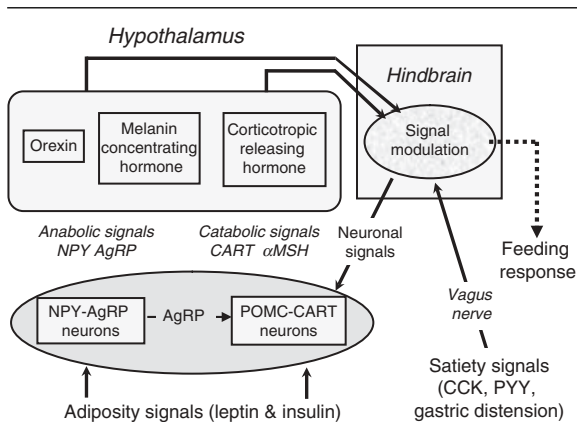 Hypothalamus
Hindbrain
Orexin
Melanin
concentrating
hormone
Corticotropic
releasing
hormone
Signal
modulation
Anabolic signals
NPY AgRP
Catabolic signals
CART αMSH
Neuronal
signals
Feeding
response
NPY-AgRP
neurons
AgRP
POMC-CART
neurons
Vagus
nerve
Adiposity signals (leptin & insulin)
Satiety signals
(CCK, PYY,
gastric distension)